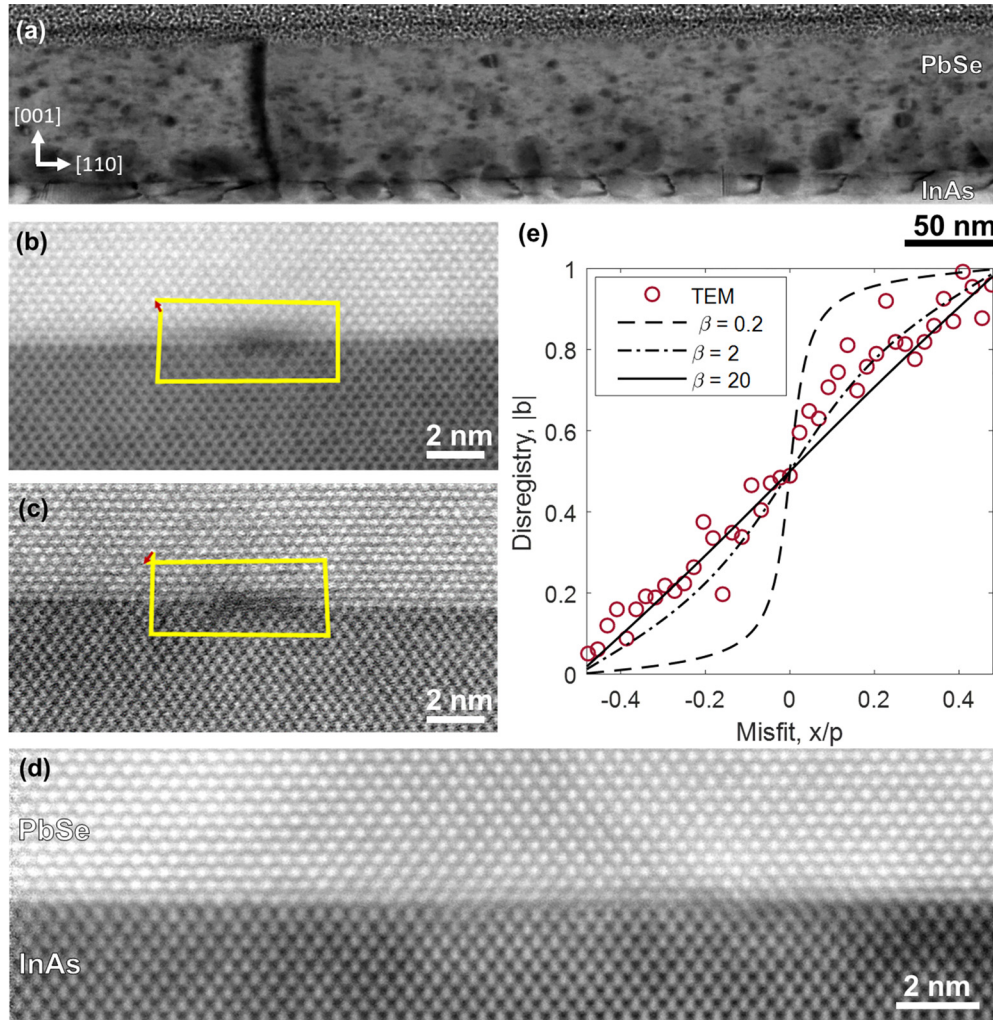 (a)
PbSe
[001]
[110]
InAs
50 nm
(b)
2 nm
(c)
2 nm
(e)
1
0.8
0.6
0.4
0.2
0
TEM
β = 0.2
β = 2
β = 20
Disregistry, |b|
-0.4
-0.2
0
0.2
0.4
Misfit, x/p
(d)
PbSe
InAs
2 nm